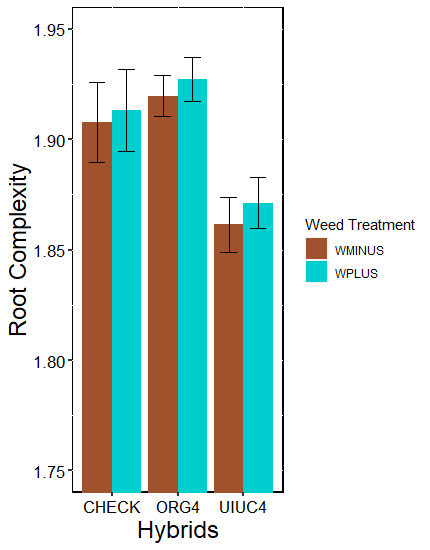 1.95
1.90
1.85
1.80
1.75
Root Complexity
CHECK ORG4 UIUC4
Hybrids
Weed Treatment
WMINUS
WPLUS